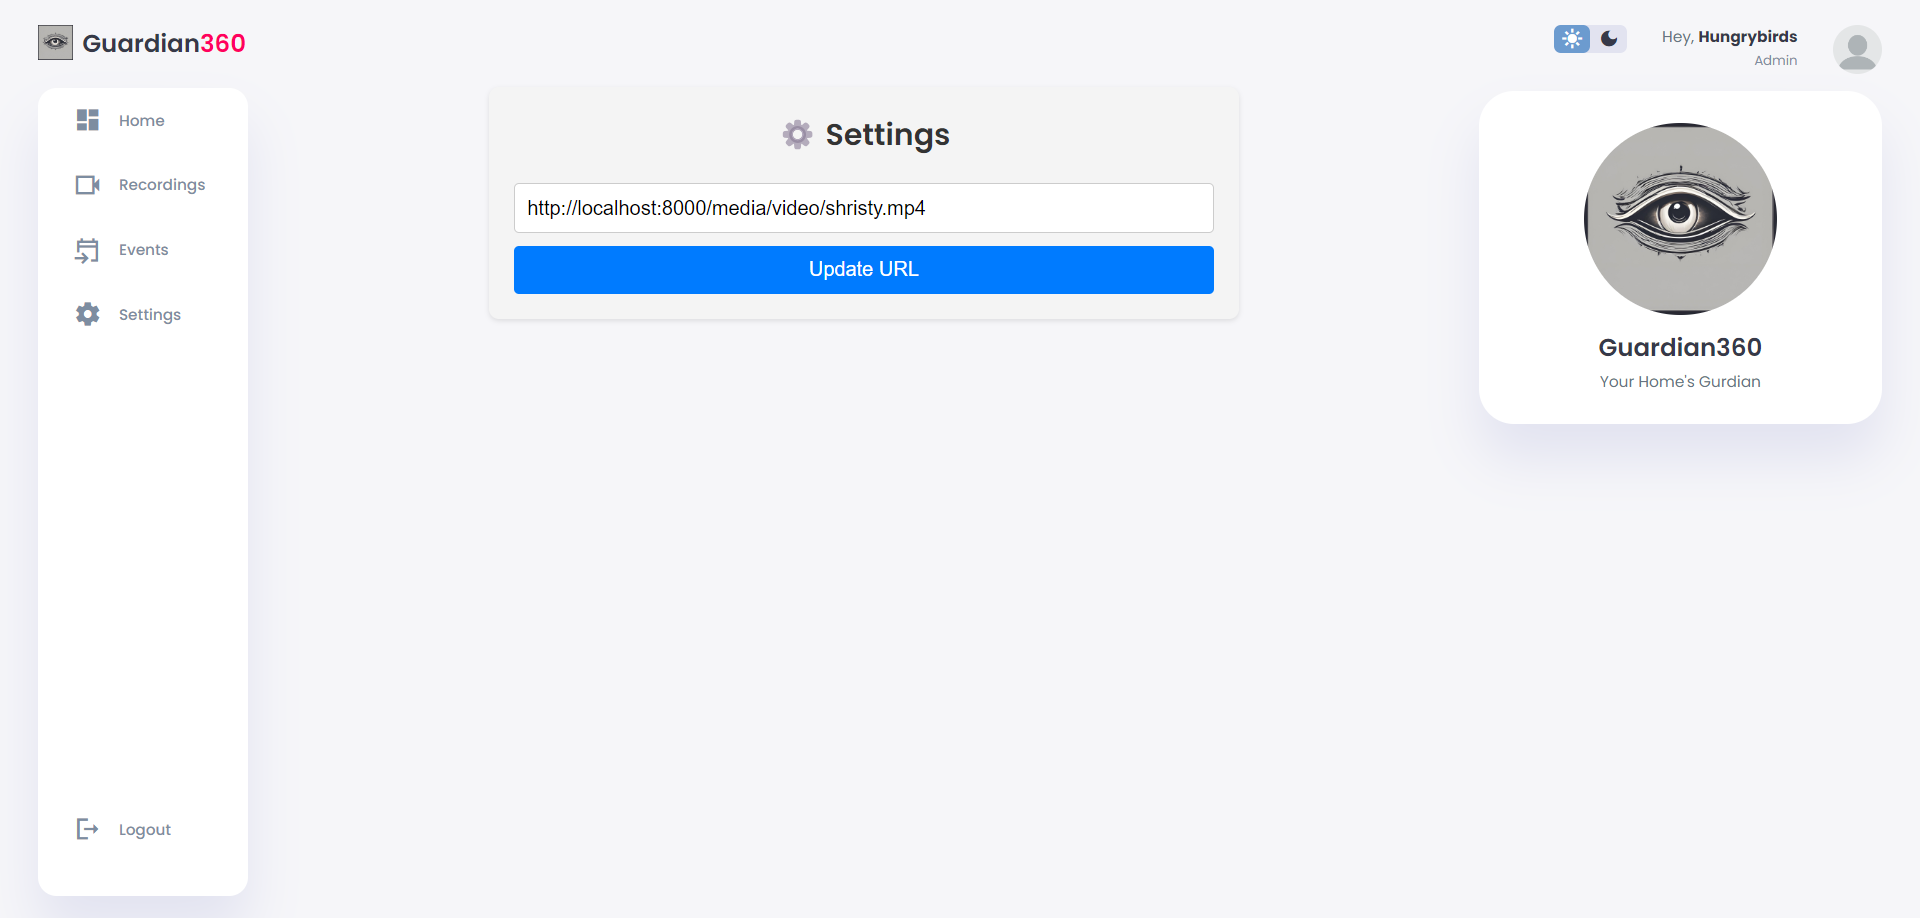 Guardian360
Hey, Hungrybirds
Admin
Home
Recordings
Events
Settings
Logout
Settings
http://localhost:8000/media/video/shristy.mp4
Update URL
Guardian360
Your Home's Gurdian